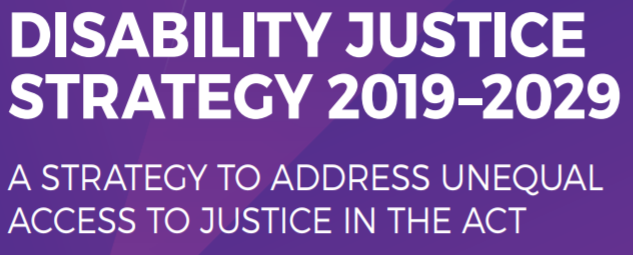 DISABILITY JUSTICE
STRATEGY 2019–2029
A STRATEGY TO ADDRESS UNEQUAL
ACCESS TO JUSTICE IN THE ACT